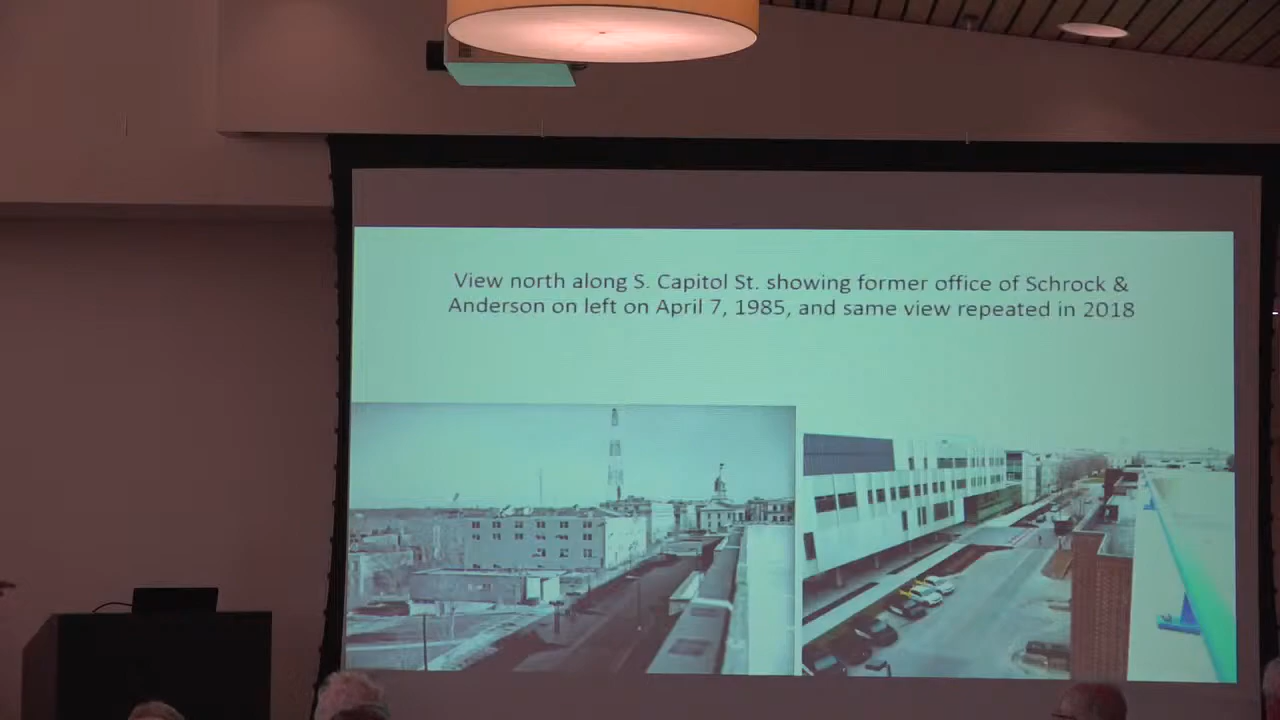 View north along S. Capitol St. showing former office of Schrock &
Anderson on left on April 7, 1985, and same view repeated in 2018